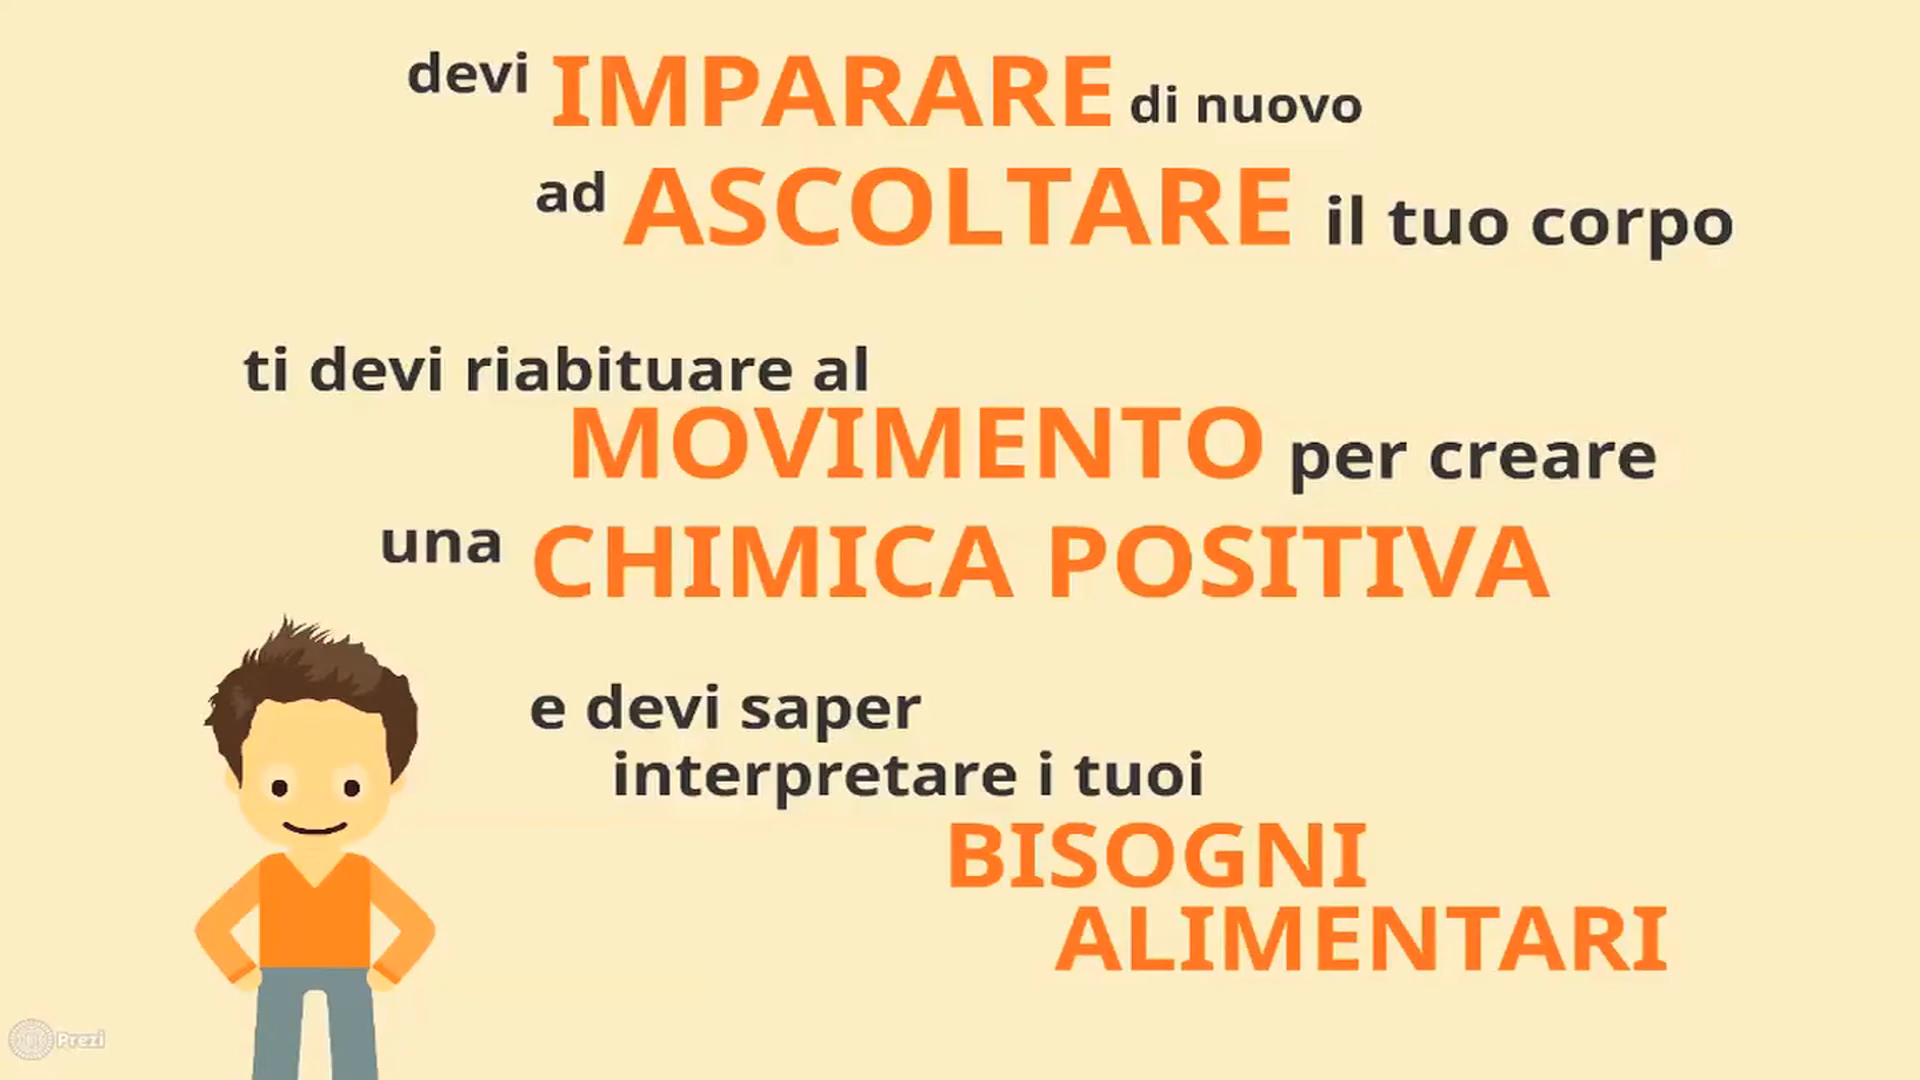 devi IMPARARE di nuovo
ad ASCOLTARE il tuo corpo
ti devi riabituare al
MOVIMENTO per creare
una CHIMICA POSITIVA
e devi saper
interpretare i tuoi
BISOGNI
ALIMENTARI
Prezi